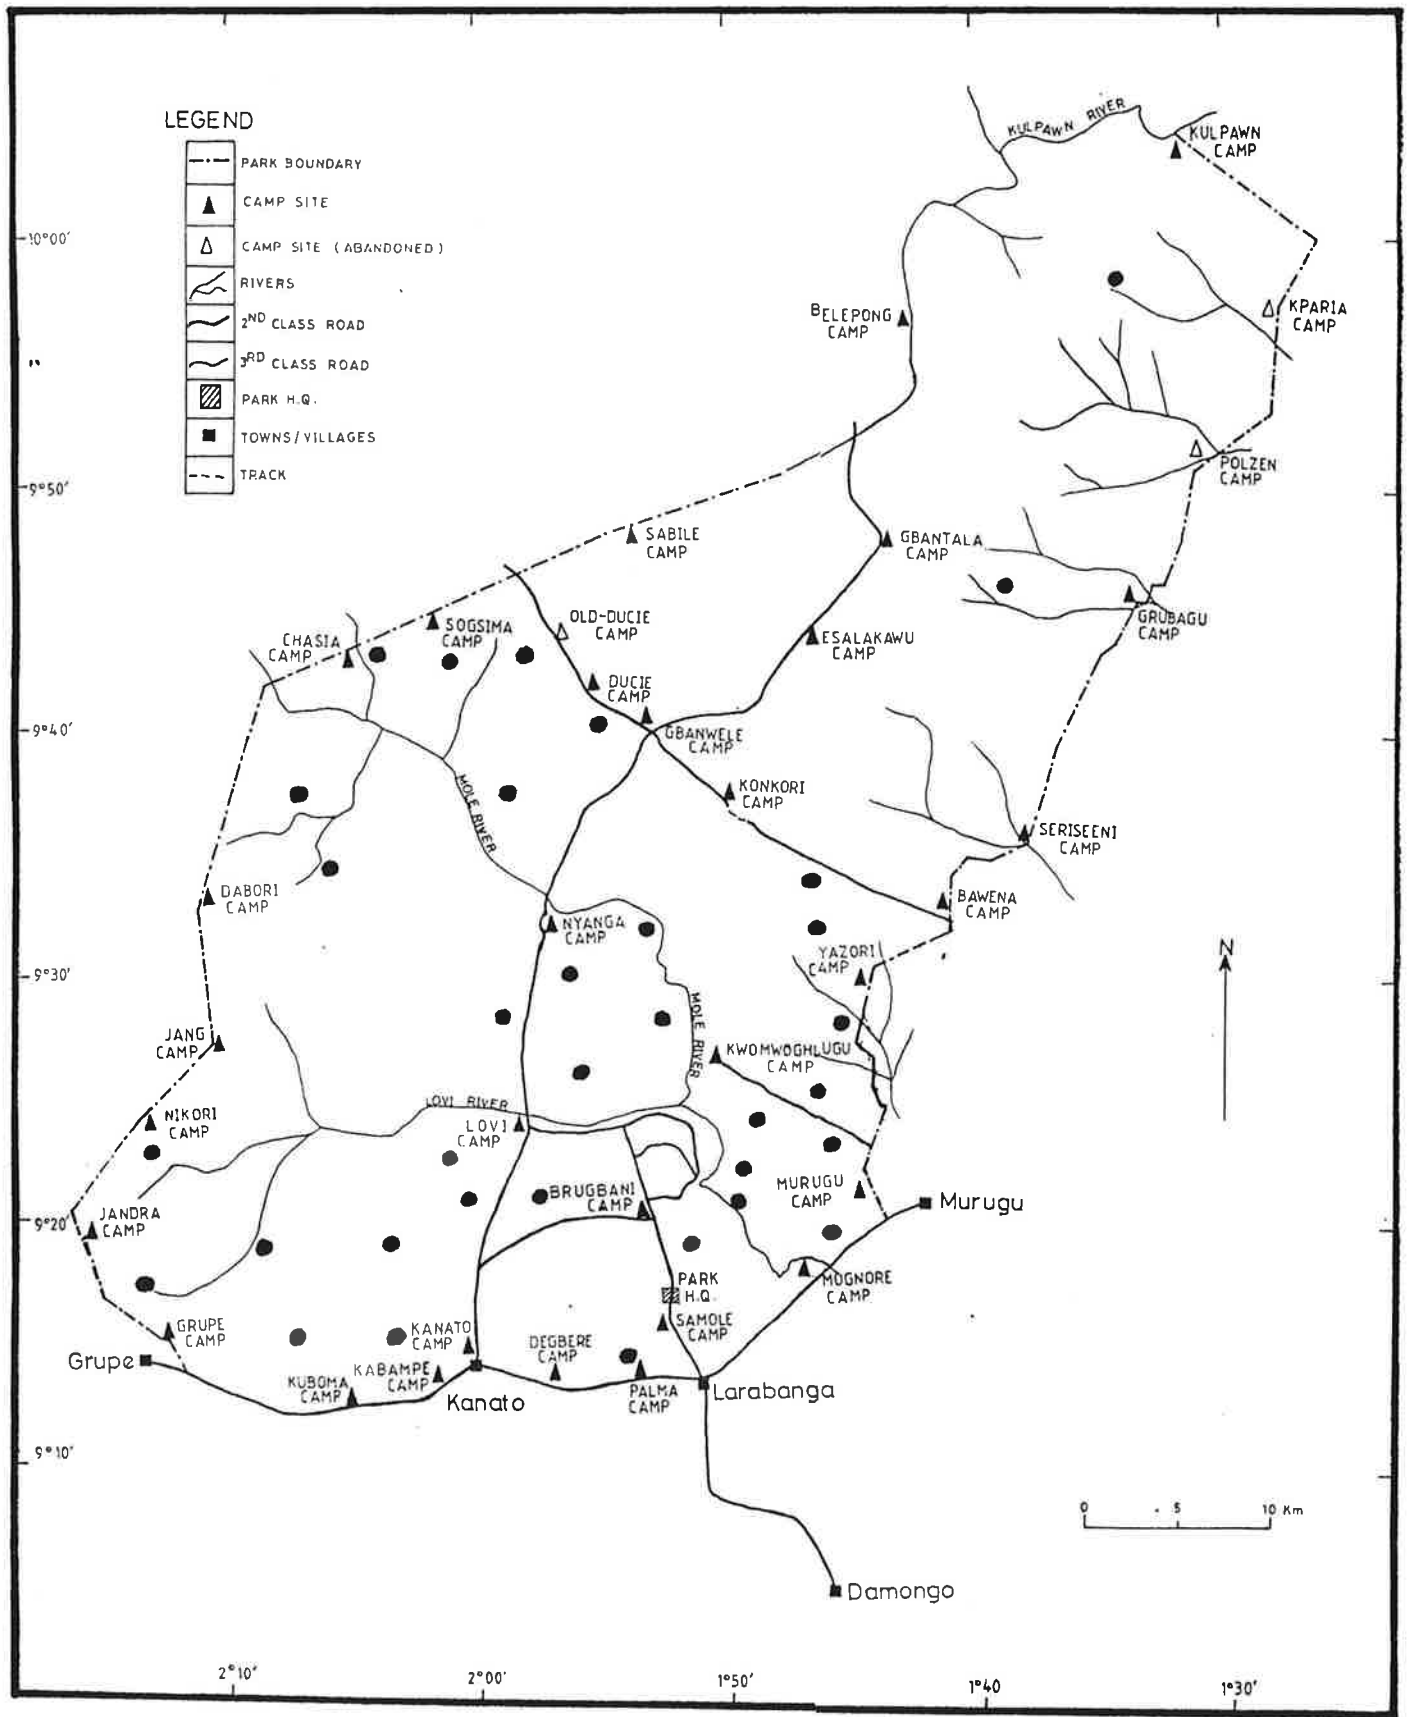 LEGEND
PARK BOUNDARY
CAMP SITE
CAMP SITE (ABANDONED)
RIVERS
2ND CLASS ROAD
3RD CLASS ROAD
PARK H.Q.
TOWNS/VILLAGES
TRACK
KULPAWN RIVER
KULPAWN
CAMP
10°00'
BELEPONG
CAMP
KPARIA
CAMP
POLZEN
CAMP
9°50'
SABILE
CAMP
GBANTALA
CAMP
GRUBAGU
CAMP
OLD-DUCIE
CAMP
SOGSIMA
CAMP
CHASIA
CAMP
ESALAKAWU
CAMP
DUCIE
CAMP
9°40'
GBANWELE
CAMP
MOLE RIVER
KONKORI
CAMP
SERISEENI
CAMP
DABORI
CAMP
BAWENA
CAMP
NYANGA
CAMP
YAZORI
CAMP
N
9°30'
MOLE RIVER
JANG
CAMP
KWOMWOGHLUGU
CAMP
LOVI RIVER
NIKORI
CAMP
LOVI
CAMP
BRUGBANI
CAMP
MURUGU
CAMP
Murugu
JANDRA
CAMP
9°20'
PARK
H.Q.
MOGNORE
CAMP
GRUPE
CAMP
KANATO
CAMP
SAMOLE
CAMP
DEGBERE
CAMP
Grupe
KUBOMA
CAMP
KABAMPE
CAMP
Kanato
PALMA
CAMP
Larabanga
9°10'
0 5 10 Km
Damongo
2°10'
2°00'
1°50'
1°40
1°30'